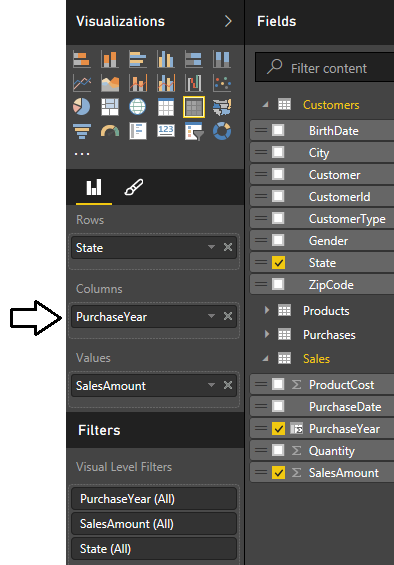 Visualizations
Fields
Filter content
Customers
BirthDate
City
Customer
CustomerId
CustomerType
Gender
State
ZipCode
Products
Purchases
Sales
ProductCost
PurchaseDate
PurchaseYear
Quantity
SalesAmount
123
Rows
State
Columns
PurchaseYear
Values
SalesAmount
Filters
Visual Level Filters
PurchaseYear (All)
SalesAmount (All)
State (All)